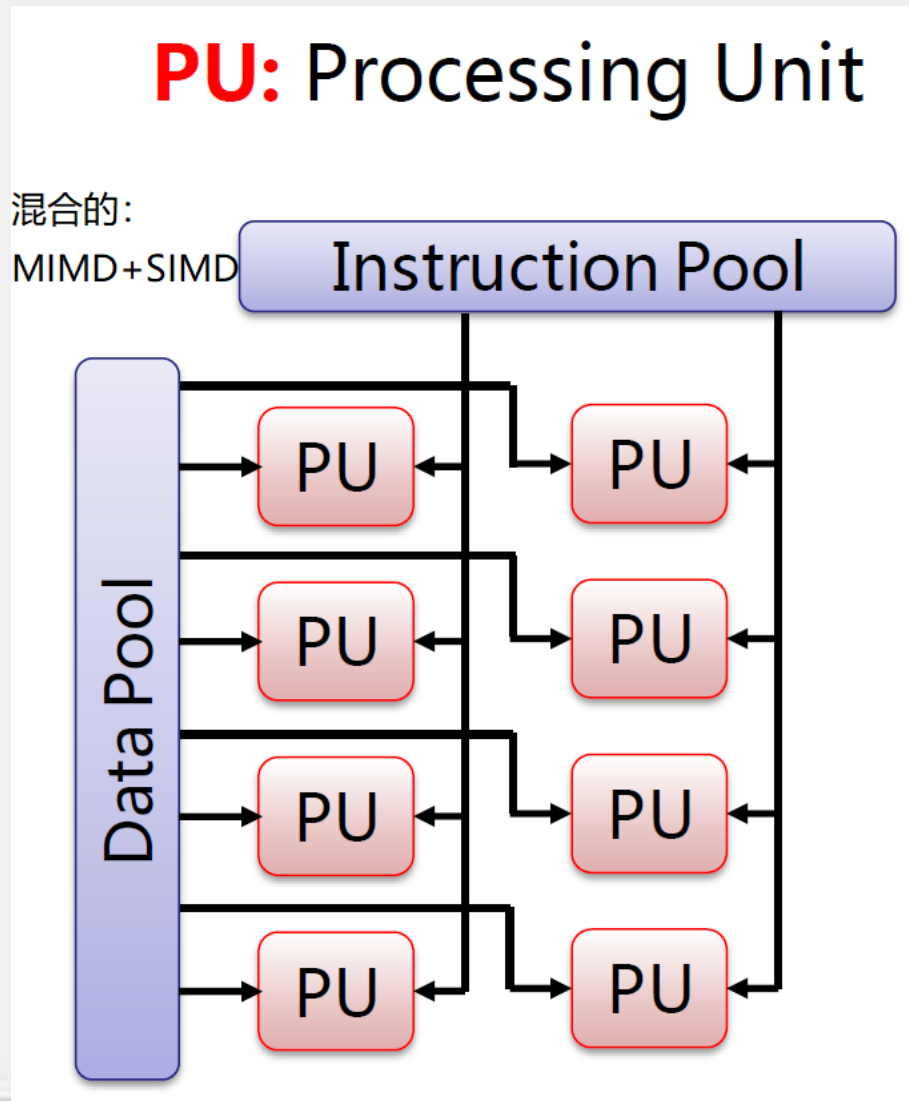 PU: Processing Unit
混合的：
MIMD+SIMD
Instruction Pool
Data Pool
PU
PU
PU
PU
PU
PU
PU
PU